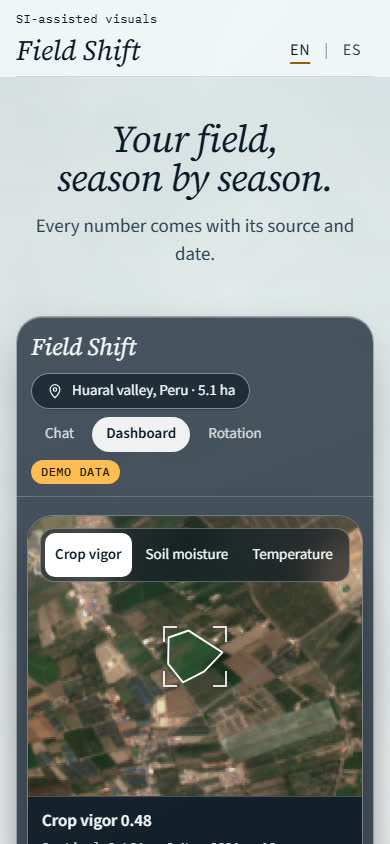 SI-assisted visuals
Field Shift
EN | ES
Your field,
season by season.
Every number comes with its source and
date.
Field Shift
Huaral valley, Peru · 5.1 ha
Chat Dashboard Rotation
DEMO DATA
Crop vigor Soil moisture Temperature
Crop vigor 0.48